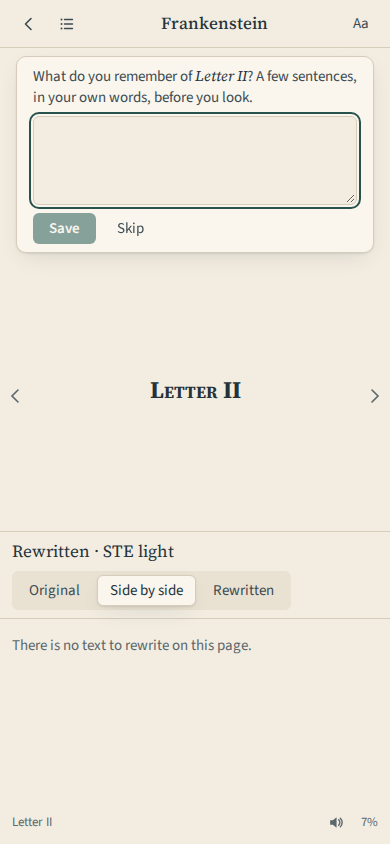 Frankenstein
Aa
What do you remember of Letter II? A few sentences,
in your own words, before you look.
Save
Skip
Letter II
Rewritten · STE light
Original
Side by side
Rewritten
There is no text to rewrite on this page.
Letter II
7%